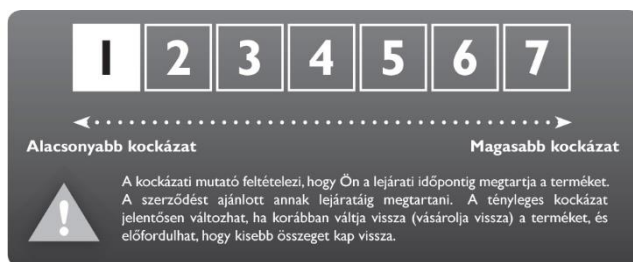 1 2 3 4 5 6 7
Alacsonyabb kockázat Magasabb kockázat
A kockázati mutató feltételezi, hogy Ön a lejárati időpontig megtartja a terméket.
A szerződést ajánlott annak lejáratáig megtartani. A tényleges kockázat
jelentősen változhat, ha korábban váltja vissza (vásárolja vissza) a terméket, és
előfordulhat, hogy kisebb összeget kap vissza.